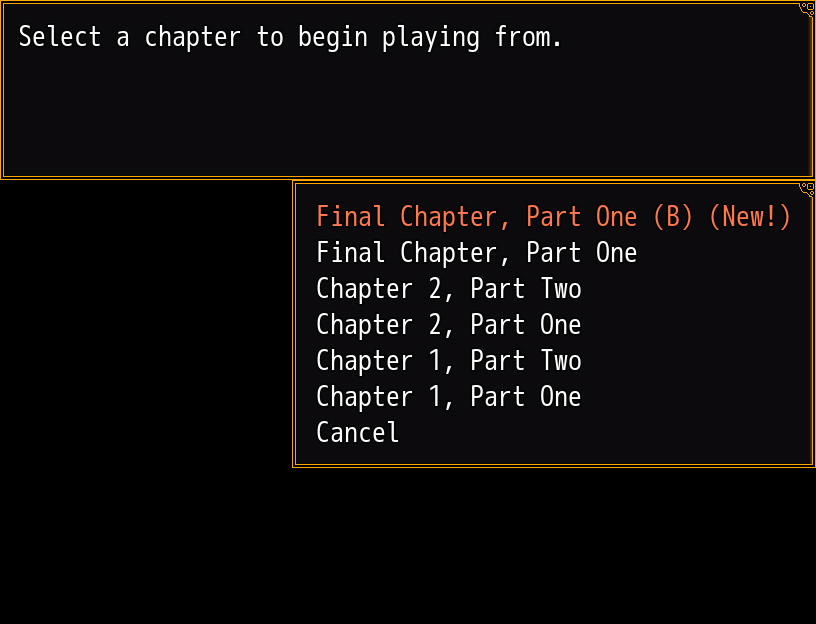 Select a chapter to begin playing from.
Final Chapter, Part One (B) (New!)
Final Chapter, Part One
Chapter 2, Part Two
Chapter 2, Part One
Chapter 1, Part Two
Chapter 1, Part One
Cancel